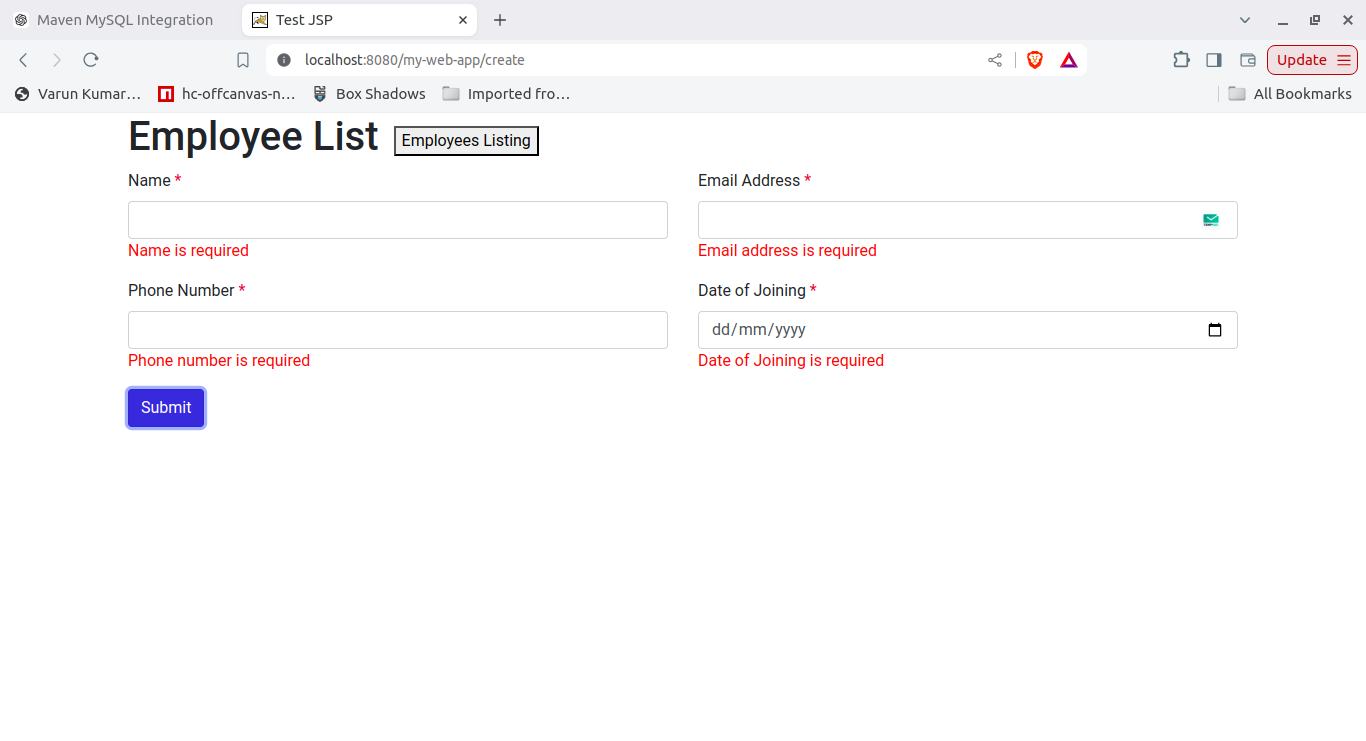 Maven MySQL Integration
Test JSP
localhost:8080/my-web-app/create
Update
Varun Kumar...
hc-offcanvas-n...
Box Shadows
Imported fro...
All Bookmarks
Employee List
Employees Listing
Name *
Email Address *
Name is required
Email address is required
Phone Number *
Date of Joining *
dd/mm/yyyy
Phone number is required
Date of Joining is required
Submit